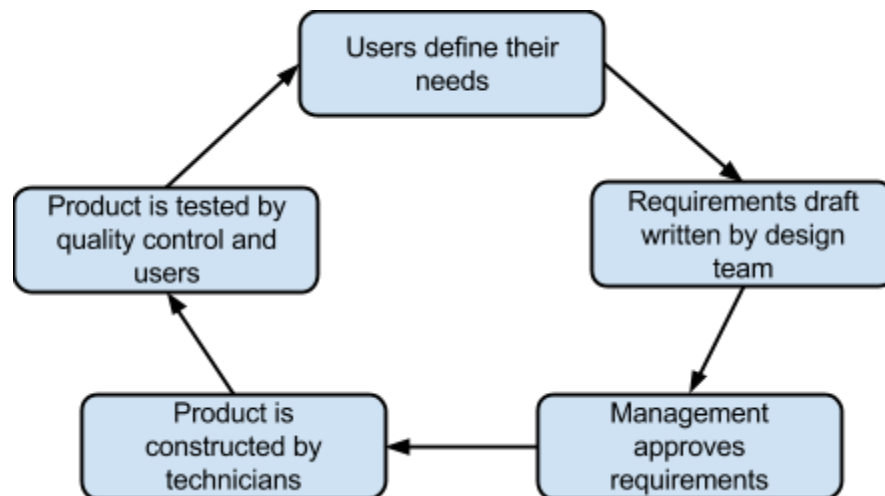 Users define their
needs
Requirements draft
written by design
team
Management
approves
requirements
Product is
constructed by
technicians
Product is tested by
quality control and
users